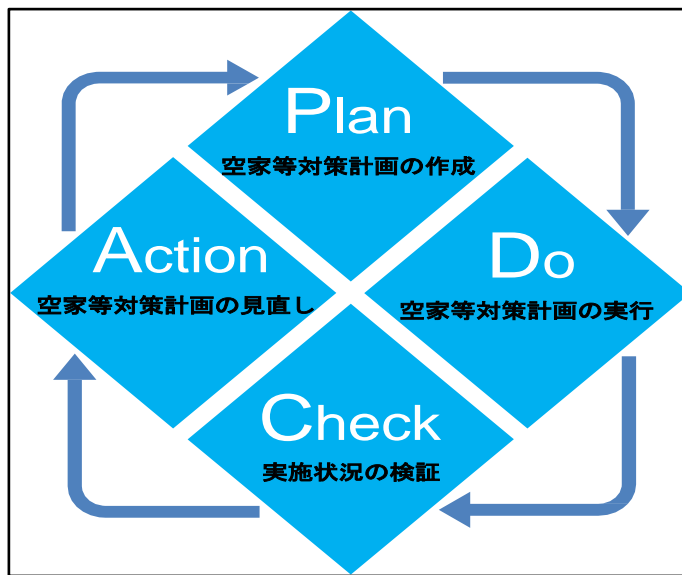 Plan
空家等対策計画の作成
Action
空家等対策計画の見直し
Do
空家等対策計画の実行
Check
実施状況の検証